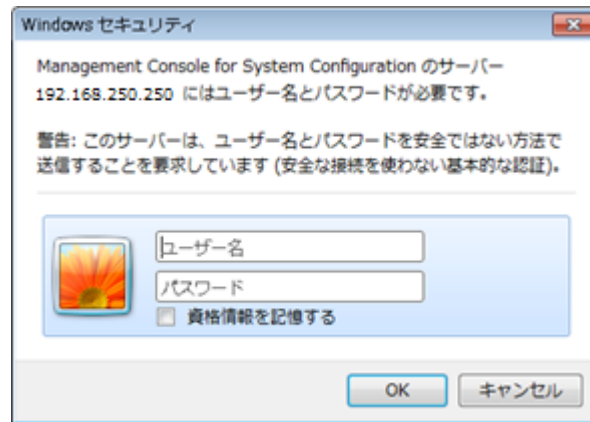 Windows セキュリティ
Management Console for System Configuration のサーバー
192.168.250.250 にはユーザー名とパスワードが必要です。
警告: このサーバーは、ユーザー名とパスワードを安全ではない方法で
送信することを要求しています (安全な接続を使わない基本的な認証)。
ユーザー名
パスワード
資格情報を記憶する
OK
キャンセル